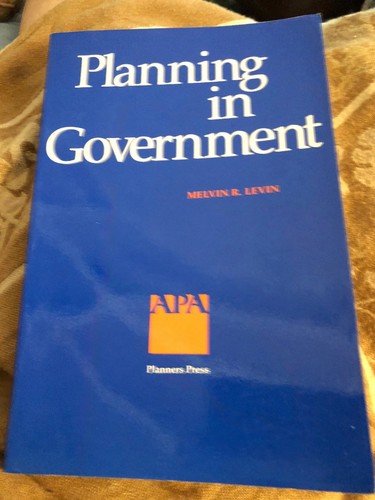 Planning
in
Government
MELVIN R. LEVIN
APA
Planners Press